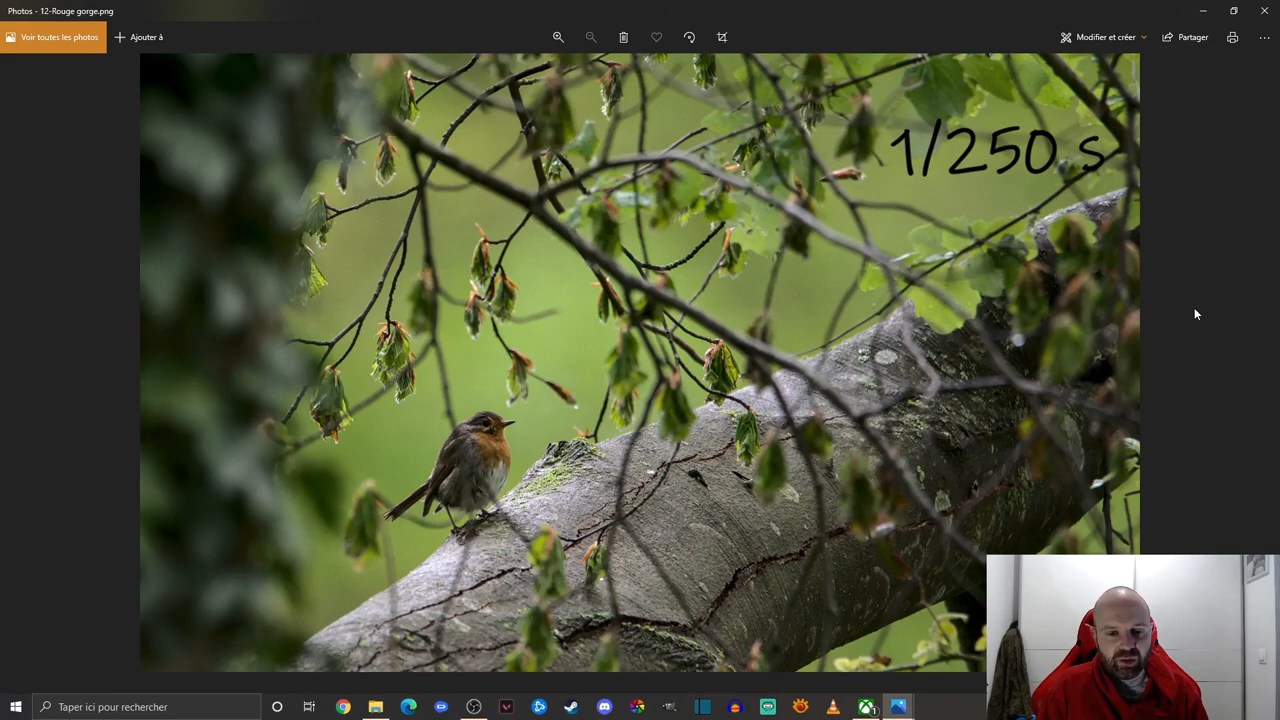 Photos - 12-Rouge gorge.png
Voir toutes les photos
Ajouter à
Modifier et créer
Partager
1/250 s
Taper ici pour rechercher
1